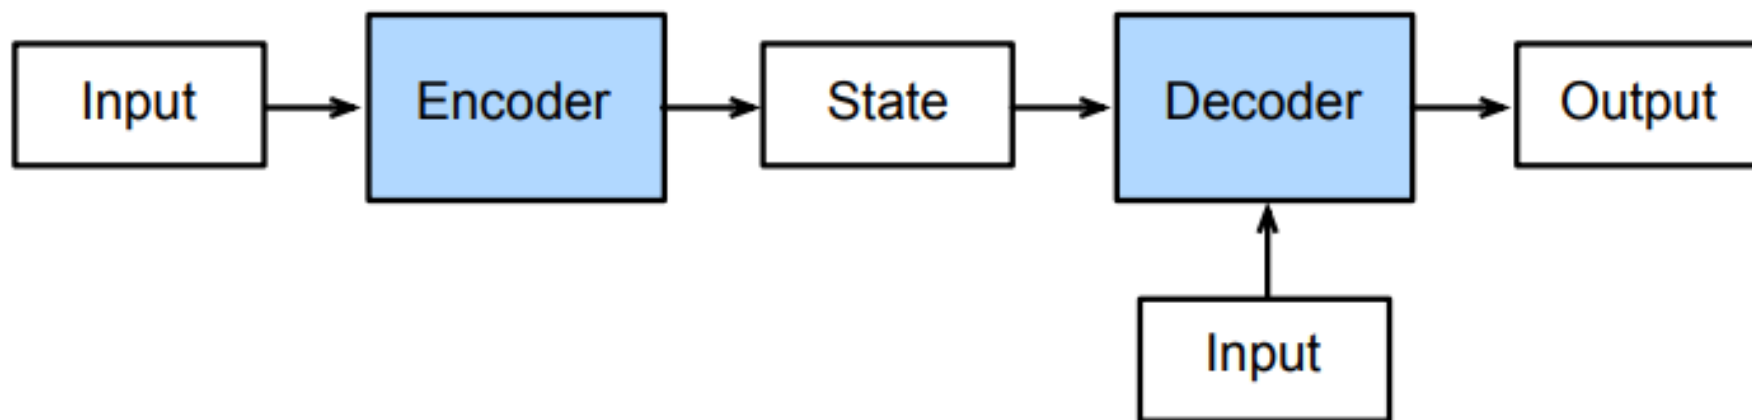 Input
Encoder
State
Decoder
Output
Input